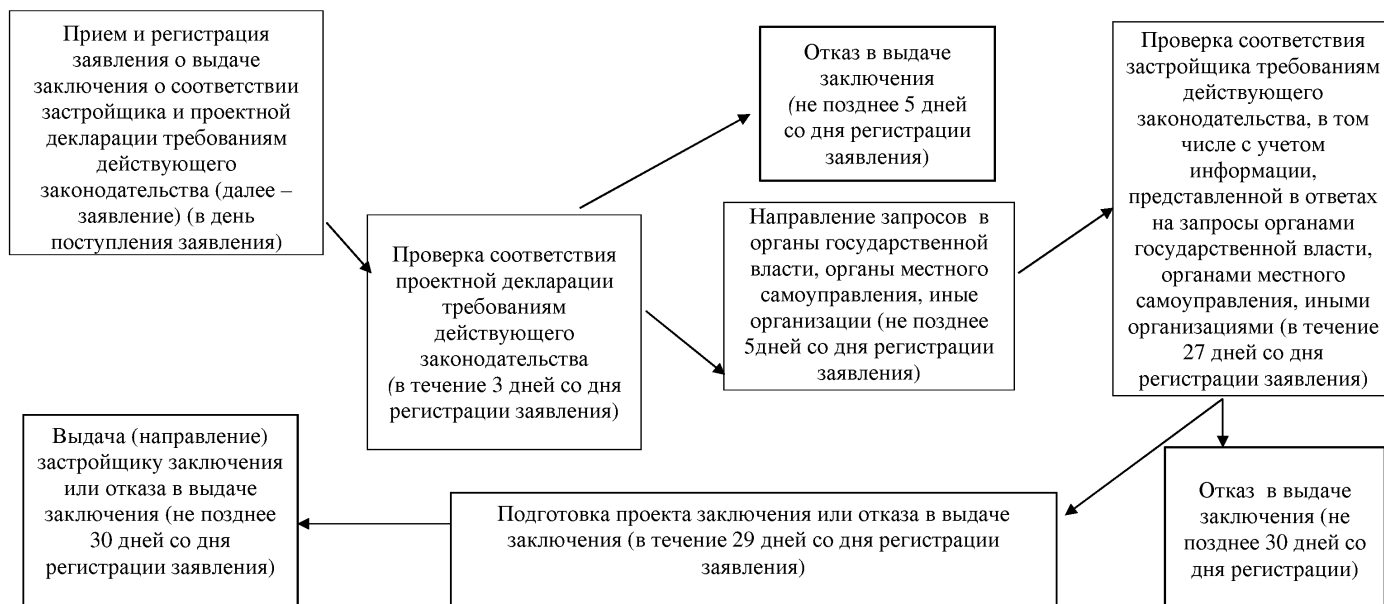 Прием и регистрация
заявления о выдаче
заключения о соответствии
застройщика и проектной
декларации требованиям
действующего
законодательства (далее –
заявление) (в день
поступления заявления)
Проверка соответствия
проектной декларации
требованиям
действующего
законодательства
(в течение 3 дней со дня
регистрации заявления)
Отказ в выдаче
заключения
(не позднее 5 дней
со дня регистрации
заявления)
Направление запросов в
органы государственной
власти, органы местного
самоуправления, иные
организации (не позднее
5дней со дня регистрации
заявления)
Проверка соответствия
застройщика требованиям
действующего
законодательства, в том
числе с учетом
информации,
представленной в ответах
на запросы органами
государственной власти,
органами местного
самоуправления, иными
организациями (в течение
27 дней со дня
регистрации заявления)
Отказ в выдаче
заключения (не
позднее 30 дней со
дня регистрации)
Подготовка проекта заключения или отказа в выдаче
заключения (в течение 29 дней со дня регистрации
заявления)
Выдача (направление)
застройщику заключения
или отказа в выдаче
заключения (не позднее
30 дней со дня
регистрации заявления)